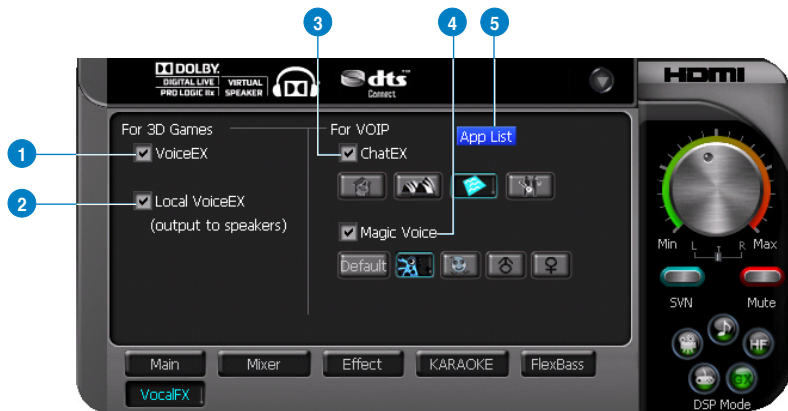 3
4
5
DOLBY
DIGITAL LIVE
PRO LOGIC IIx
VIRTUAL
SPEAKER
dts
Connect
HDMI
For 3D Games
For VOIP
App List
1
VoiceEX
ChatEX
2
Local VoiceEX
(output to speakers)
Magic Voice
Default
Min
L
T
R
Max
SVN
Mute
HF
GX
DSP Mode
Main
Mixer
Effect
KARAOKE
FlexBass
VocalFX